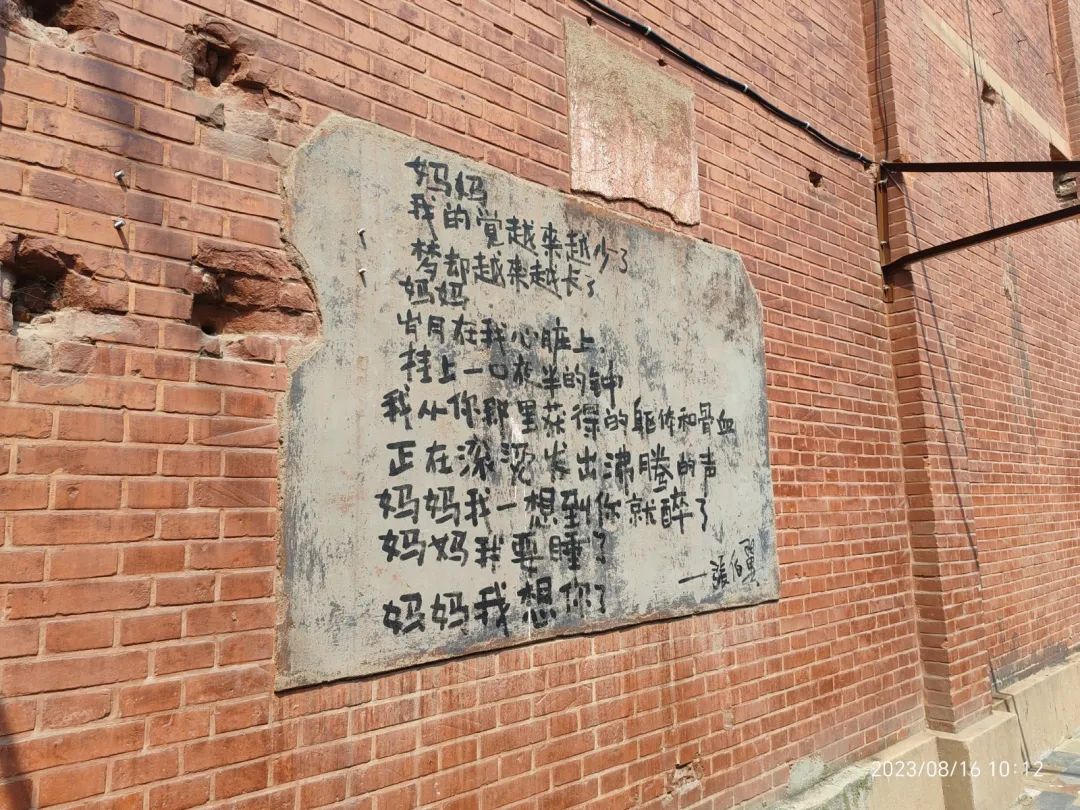 妈妈
我的觉越来越少了
梦却越来越长了
妈妈
岁月在我心脏上
挂上一口夜半的钟
我从你那里获得的躯体和骨血
正在深深发出沸腾的声
妈妈我一想到你就醉了
妈妈我要睡了
妈妈我想你了
——張伯翼
2023/08/16 10:12